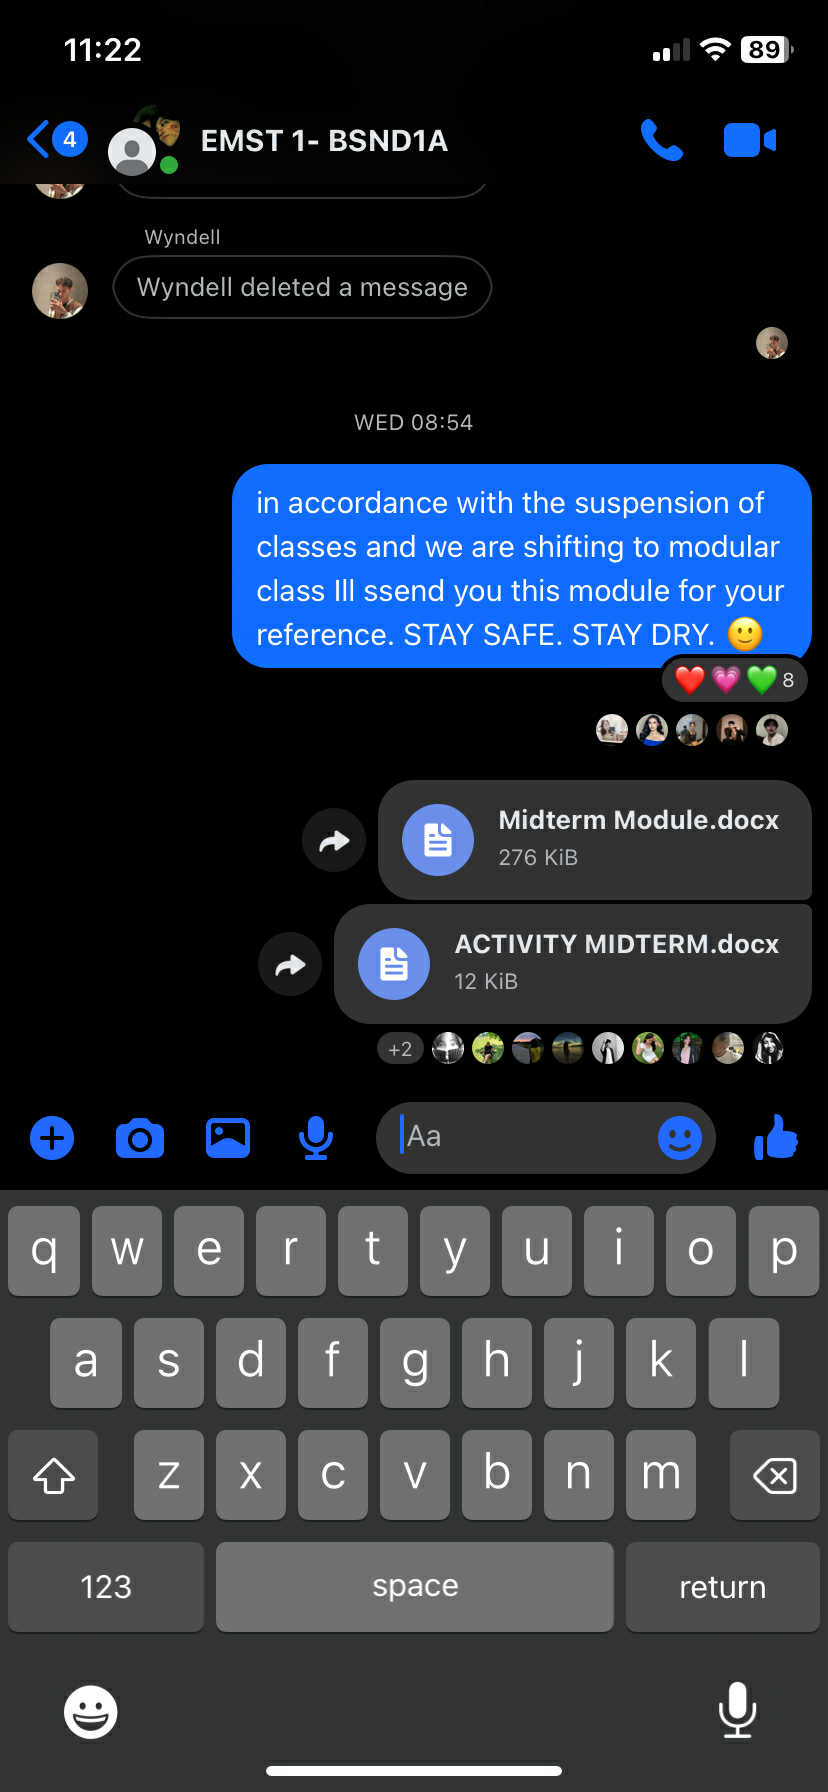 11:22
89
4
EMST 1- BSND1A
Wyndell
Wyndell deleted a message
WED 08:54
in accordance with the suspension of
classes and we are shifting to modular
class Ill ssend you this module for your
reference. STAY SAFE. STAY DRY. 🙂
8
Midterm Module.docx
276 KiB
ACTIVITY MIDTERM.docx
12 KiB
+2
Aa
q w e r t y u i o p
a s d f g h j k l
z x c v b n m
123 space return